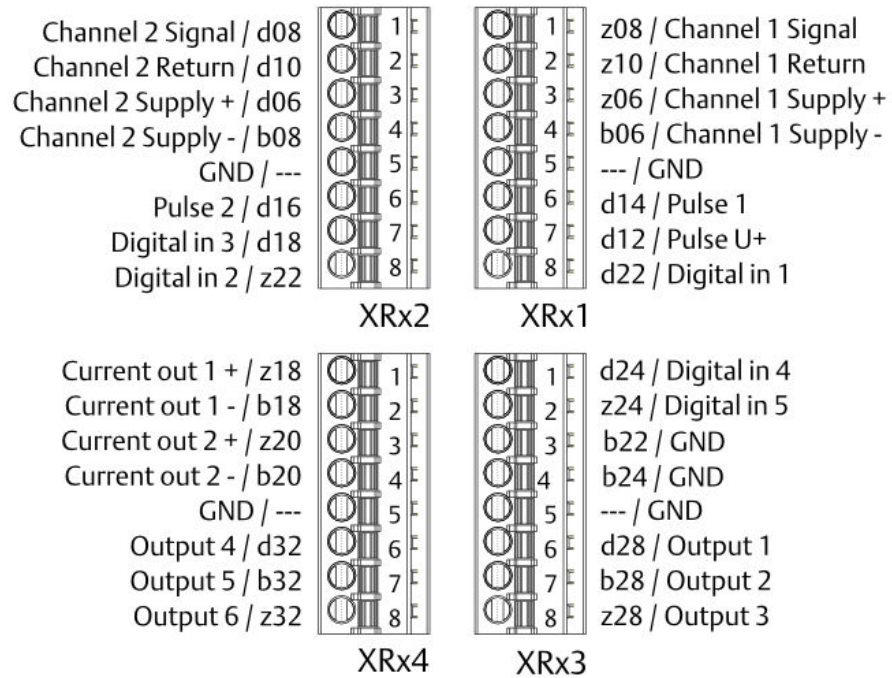 Channel 2 Signal / d08 1
Channel 2 Return / d10 2
Channel 2 Supply + / d06 3
Channel 2 Supply - / b08 4
GND / --- 5
Pulse 2 / d16 6
Digital in 3 / d18 7
Digital in 2 / z22 8
XRx2
1 z08 / Channel 1 Signal
2 z10 / Channel 1 Return
3 z06 / Channel 1 Supply +
4 b06 / Channel 1 Supply -
5 --- / GND
6 d14 / Pulse 1
7 d12 / Pulse U+
8 d22 / Digital in 1
XRx1
Current out 1 + / z18 1
Current out 1 - / b18 2
Current out 2 + / z20 3
Current out 2 - / b20 4
GND / --- 5
Output 4 / d32 6
Output 5 / b32 7
Output 6 / z32 8
XRx4
1 d24 / Digital in 4
2 z24 / Digital in 5
3 b22 / GND
4 b24 / GND
5 --- / GND
6 d28 / Output 1
7 b28 / Output 2
8 z28 / Output 3
XRx3